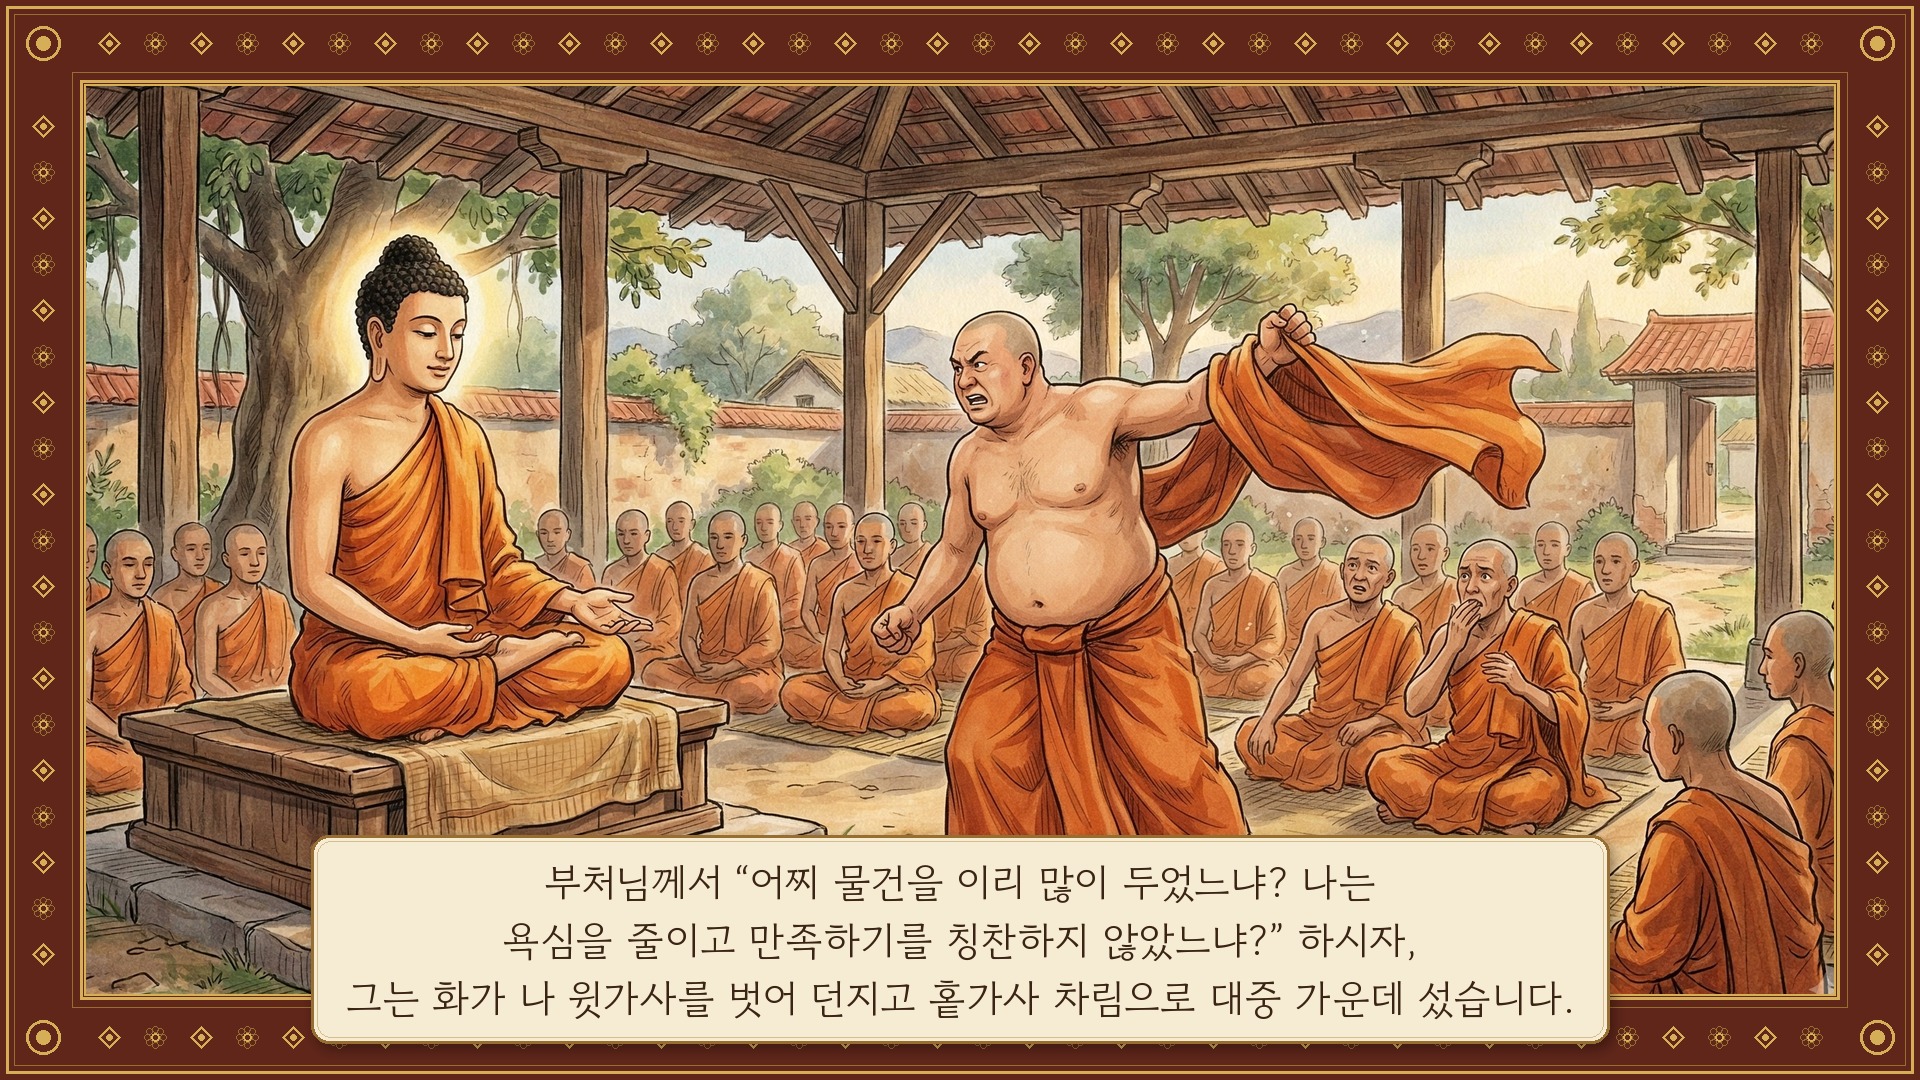 부처님께서 “어찌 물건을 이리 많이 두었느냐? 나는
욕심을 줄이고 만족하기를 칭찬하지 않았느냐?” 하시자,
그는 화가 나 윗가사를 벗어 던지고 홑가사 차림으로 대중 가운데 섰습니다.